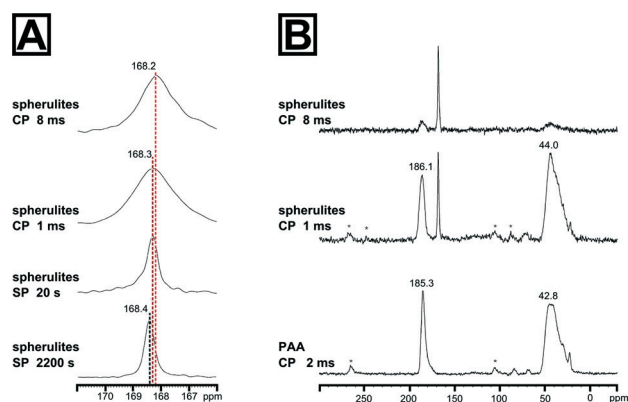 A
168.2
spherulites
CP 8 ms
168.3
spherulites
CP 1 ms
spherulites
SP 20 s
168.4
spherulites
SP 2200 s
170 169 168 167 ppm
B
spherulites
CP 8 ms
186.1
44.0
spherulites
CP 1 ms
* * * *
185.3
42.8
PAA
CP 2 ms
* *
250 200 150 100 50 0 ppm